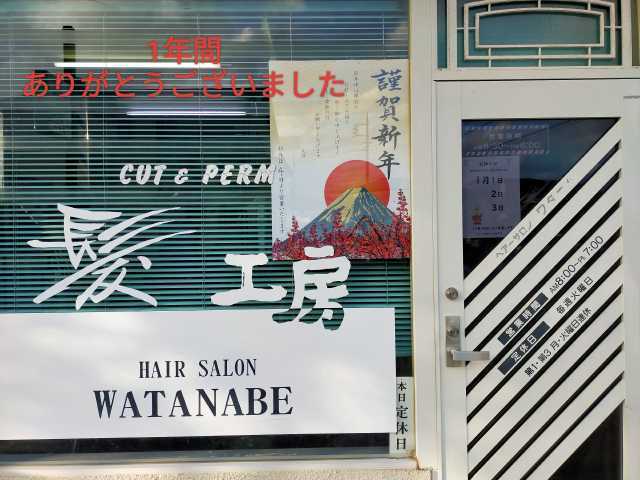 1年間
ありがとうございました
謹賀新年
CUT & PERM
髪工房
HAIR SALON
WATANABE
本日定休日
1月1日
2日
3日
ヘアーサロン ワタナベ
営業時間 AM8:00〜PM7:00
定休日 毎週火曜日
第1・第3 月・火曜日連休